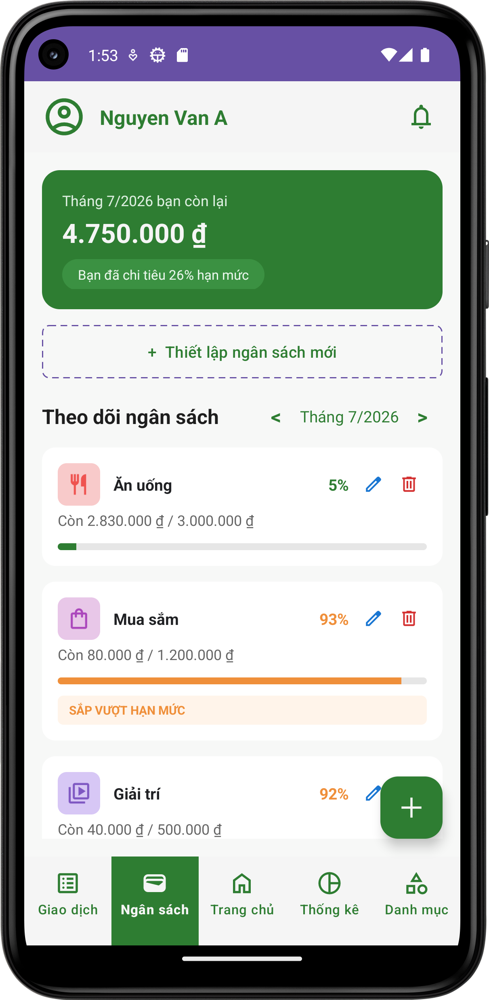 1:53
Nguyen Van A
Tháng 7/2026 bạn còn lại
4.750.000 ₫
Bạn đã chi tiêu 26% hạn mức
+ Thiết lập ngân sách mới
Theo dõi ngân sách < Tháng 7/2026 >
Ăn uống 5%
Còn 2.830.000 ₫ / 3.000.000 ₫
Mua sắm 93%
Còn 80.000 ₫ / 1.200.000 ₫
SẮP VƯỢT HẠN MỨC
Giải trí 92%
Còn 40.000 ₫ / 500.000 ₫
Giao dịch Ngân sách Trang chủ Thống kê Danh mục